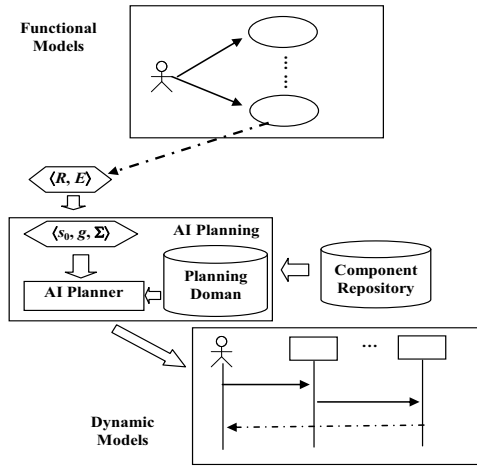 Functional
Models
⟨R, E⟩
⟨s₀, g, Σ⟩
AI Planning
AI Planner
Planning
Doman
Component
Repository
...
Dynamic
Models